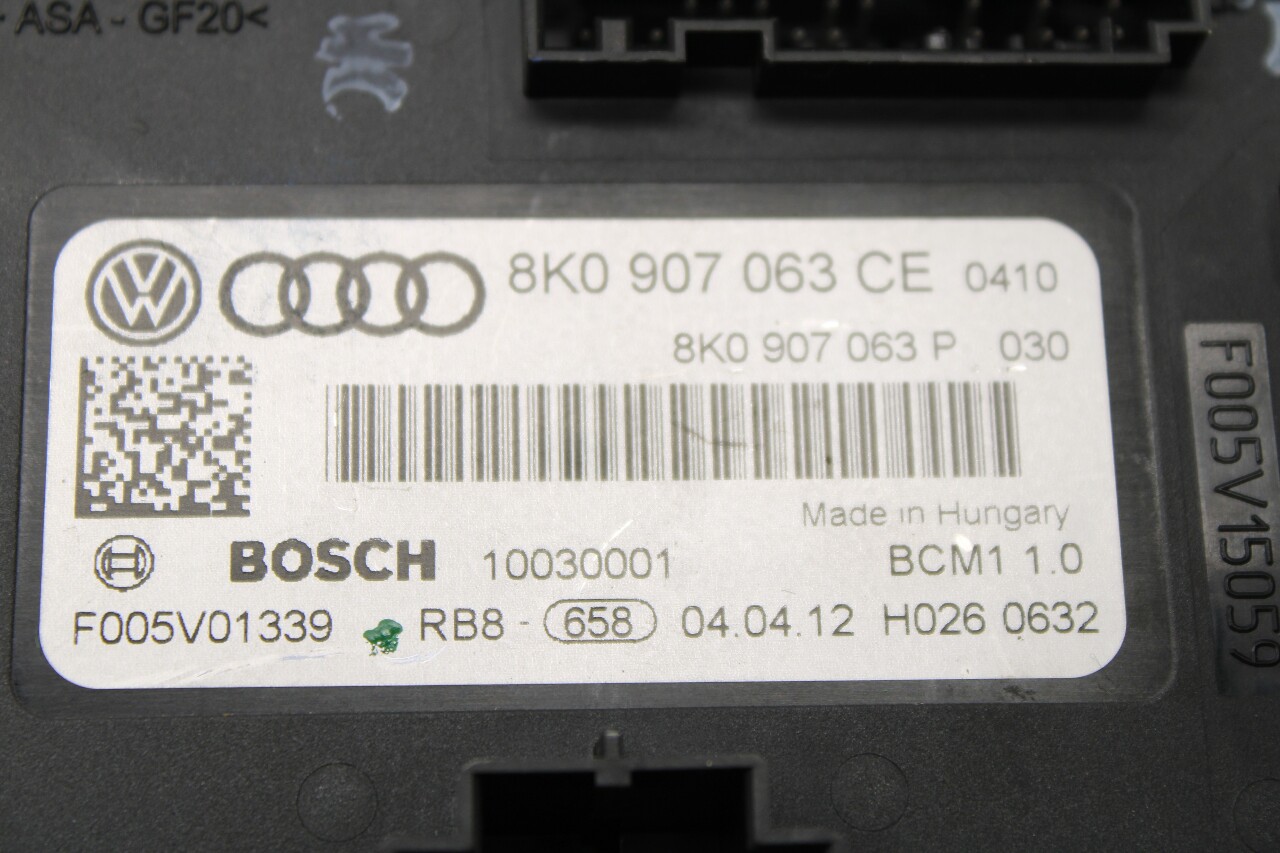 - ASA - GF20<
8K0 907 063 CE 0410
8K0 907 063 P 030
Made in Hungary
BOSCH 10030001 BCM1 1.0
F005V01339 RB8 - 658 04.04.12 H026 0632
F005V15059